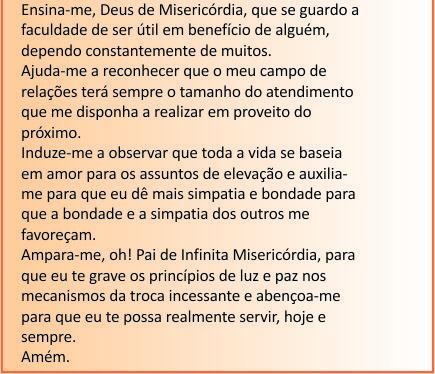 Ensina-me, Deus de Misericórdia, que se guardo a
faculdade de ser útil em benefício de alguém,
dependo constantemente de muitos.
Ajuda-me a reconhecer que o meu campo de
relações terá sempre o tamanho do atendimento
que me disponha a realizar em proveito do
próximo.
Induze-me a observar que toda a vida se baseia
em amor para os assuntos de elevação e auxilia-
me para que eu dê mais simpatia e bondade para
que a bondade e a simpatia dos outros me
favoreçam.
Ampara-me, oh! Pai de Infinita Misericórdia, para
que eu te grave os princípios de luz e paz nos
mecanismos da troca incessante e abençoa-me
para que eu te possa realmente servir, hoje e
sempre.
Amém.